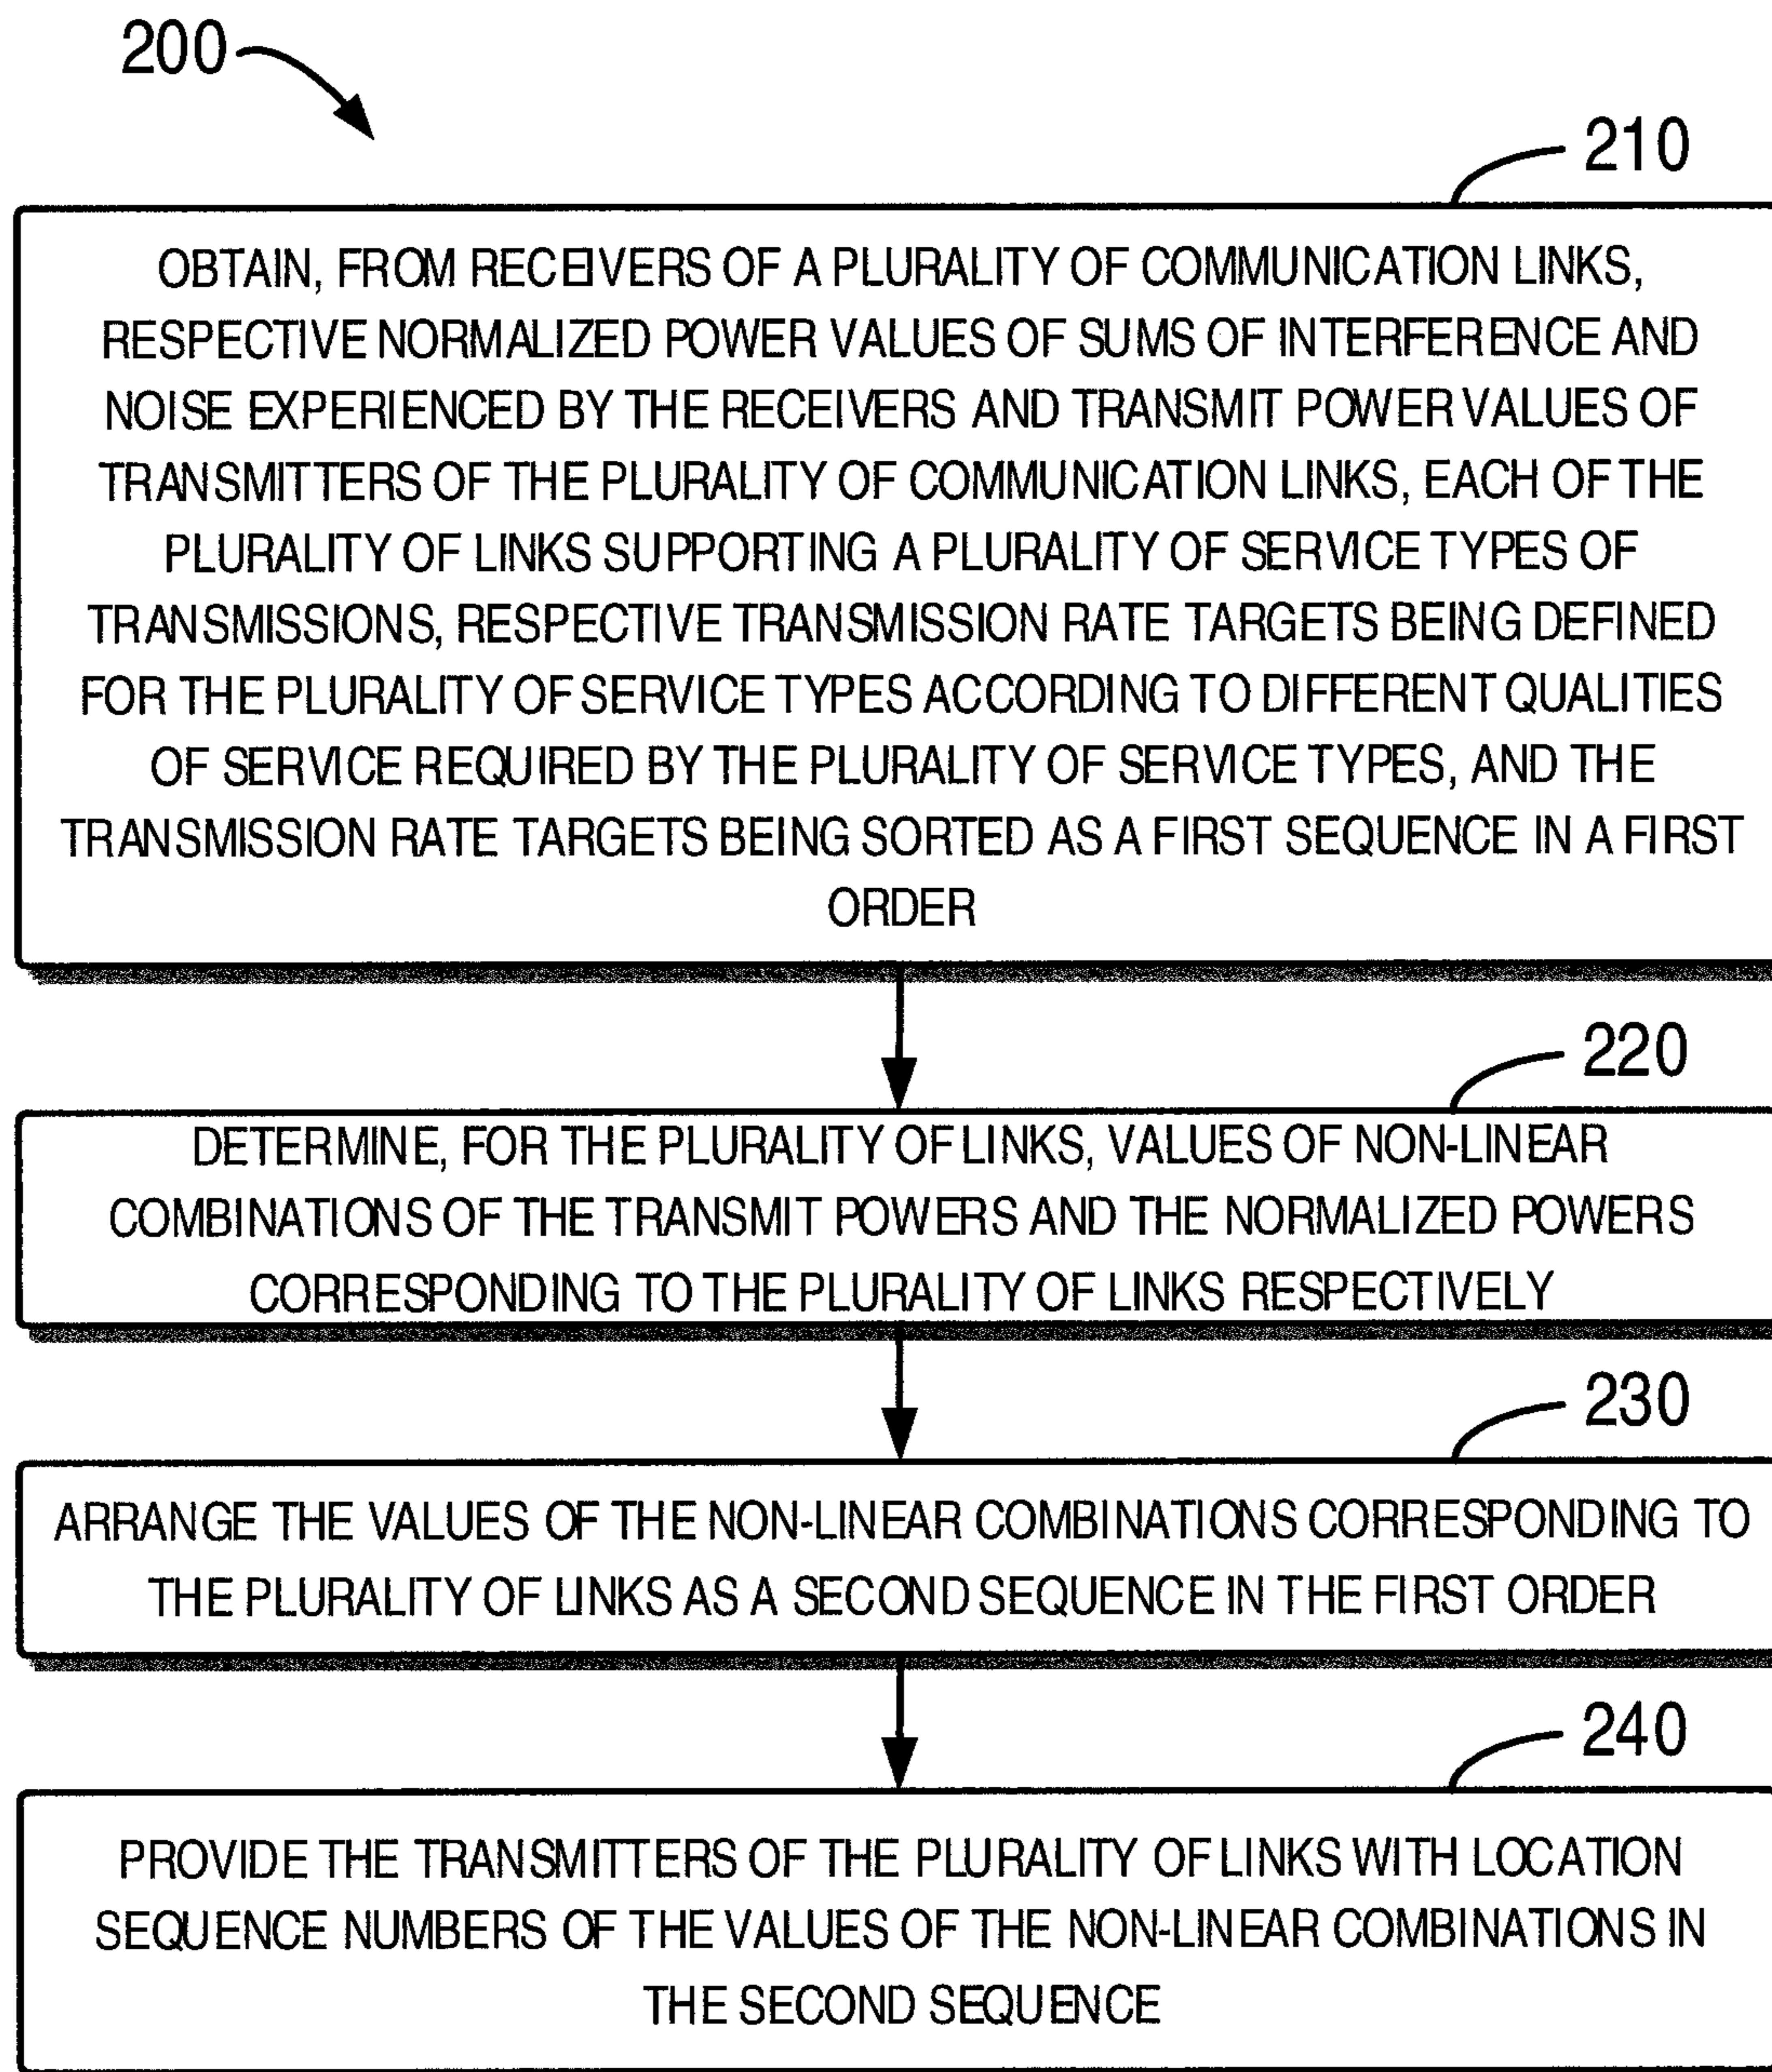 200
210
OBTAIN, FROM RECEIVERS OF A PLURALITY OF COMMUNICATION LINKS,
RESPECTIVE NORMALIZED POWER VALUES OF SUMS OF INTERFERENCE AND
NOISE EXPERIENCED BY THE RECEIVERS AND TRANSMIT POWER VALUES OF
TRANSMITTERS OF THE PLURALITY OF COMMUNICATION LINKS, EACH OF THE
PLURALITY OF LINKS SUPPORTING A PLURALITY OF SERVICE TYPES OF
TRANSMISSIONS, RESPECTIVE TRANSMISSION RATE TARGETS BEING DEFINED
FOR THE PLURALITY OF SERVICE TYPES ACCORDING TO DIFFERENT QUALITIES
OF SERVICE REQUIRED BY THE PLURALITY OF SERVICE TYPES, AND THE
TRANSMISSION RATE TARGETS BEING SORTED AS A FIRST SEQUENCE IN A FIRST
ORDER
220
DETERMINE, FOR THE PLURALITY OF LINKS, VALUES OF NON-LINEAR
COMBINATIONS OF THE TRANSMIT POWERS AND THE NORMALIZED POWERS
CORRESPONDING TO THE PLURALITY OF LINKS RESPECTIVELY
230
ARRANGE THE VALUES OF THE NON-LINEAR COMBINATIONS CORRESPONDING TO
THE PLURALITY OF LINKS AS A SECOND SEQUENCE IN THE FIRST ORDER
240
PROVIDE THE TRANSMITTERS OF THE PLURALITY OF LINKS WITH LOCATION
SEQUENCE NUMBERS OF THE VALUES OF THE NON-LINEAR COMBINATIONS IN
THE SECOND SEQUENCE